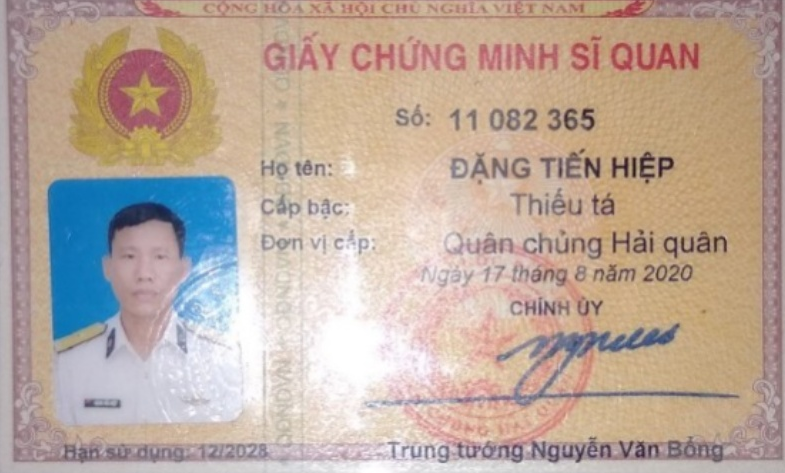 CỘNG HÒA XÃ HỘI CHỦ NGHĨA VIỆT NAM
GIẤY CHỨNG MINH SĨ QUAN
Số: 11 082 365
Họ tên: ĐẶNG TIẾN HIỆP
Cấp bậc: Thiếu tá
Đơn vị cấp: Quân chủng Hải quân
Ngày 17 tháng 8 năm 2020
CHÍNH ỦY
Hạn sử dụng: 12/2028
Trung tướng Nguyễn Văn Bổng